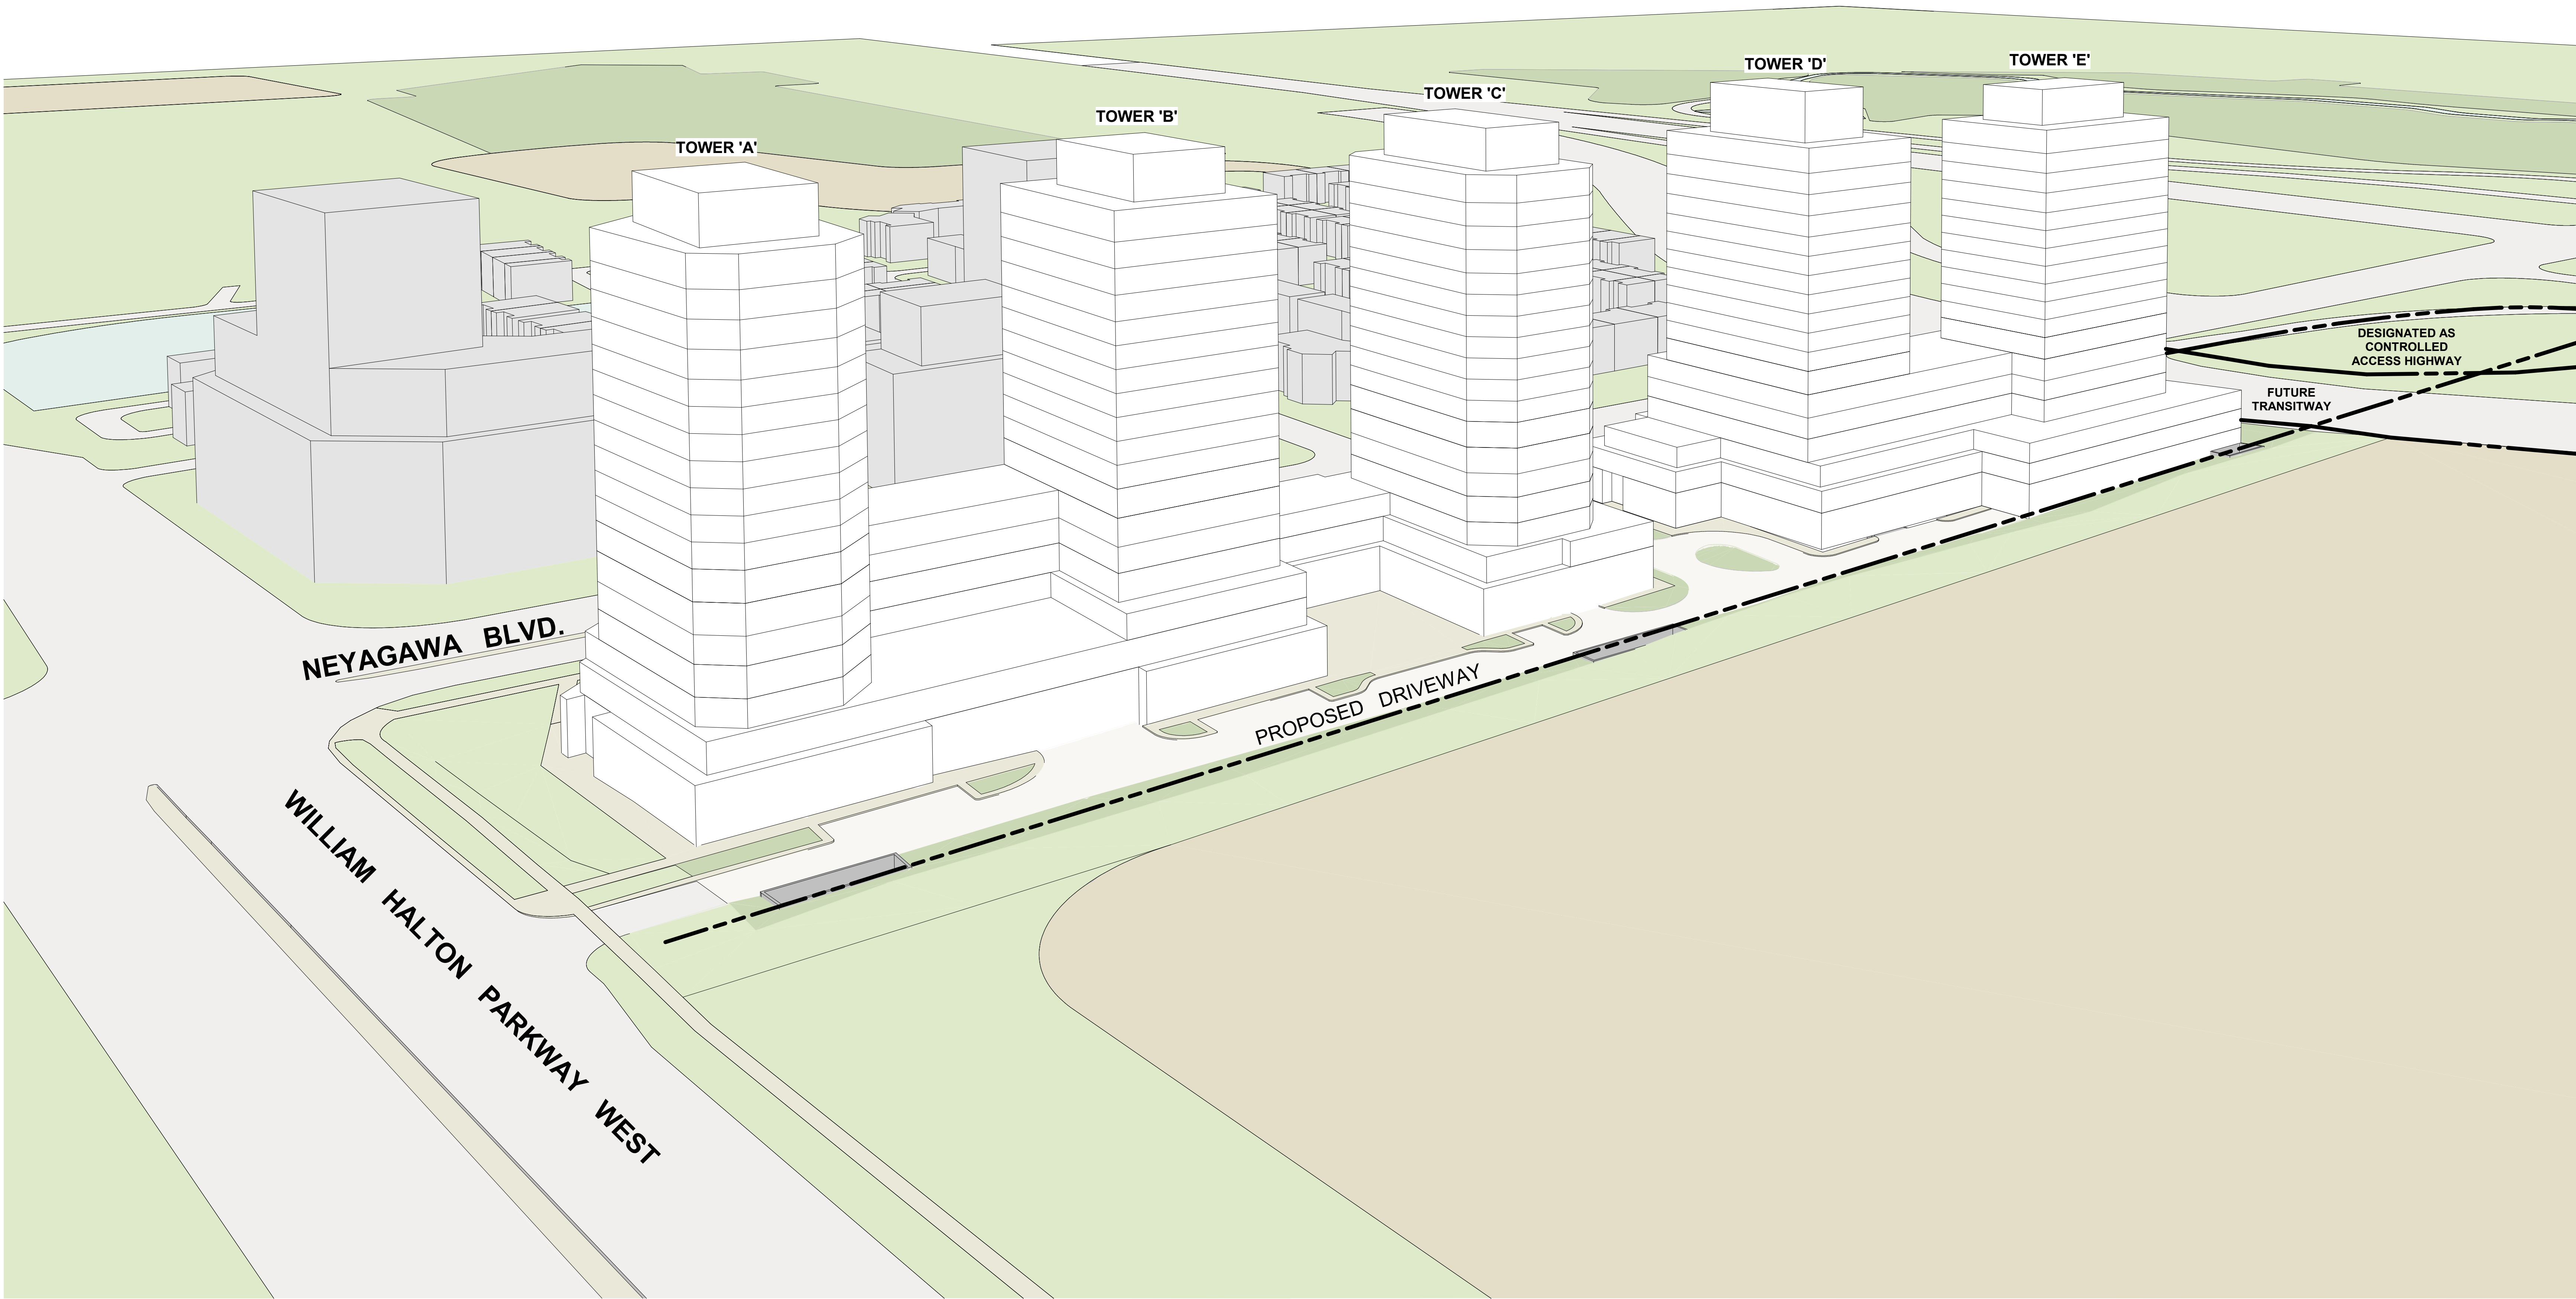 TOWER 'A'
TOWER 'B'
TOWER 'C'
TOWER 'D'
TOWER 'E'
DESIGNATED AS
CONTROLLED
ACCESS HIGHWAY
FUTURE
TRANSITWAY
NEYAGAWA BLVD.
PROPOSED DRIVEWAY
WILLIAM HALTON PARKWAY WEST